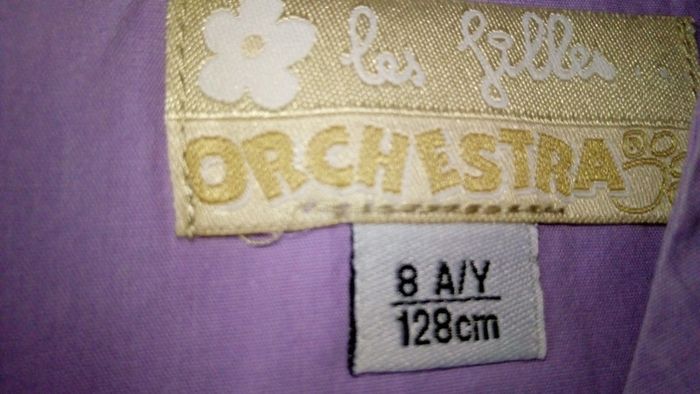 les filles...
ORCHESTRA
8 A/Y
128cm